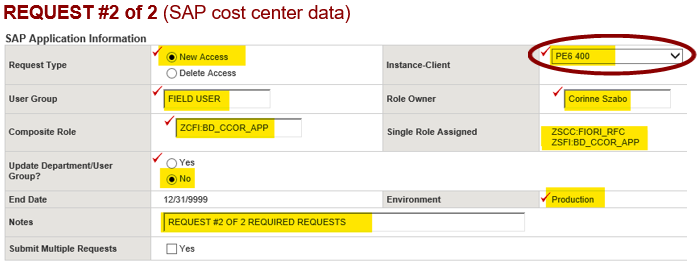 REQUEST #2 of 2 (SAP cost center data)
SAP Application Information
Request Type New Access Instance-Client PE6 400
Delete Access
User Group FIELD USER Role Owner Corinne Szabo
Composite Role ZCFI:BD_CCOR_APP Single Role Assigned ZSCC:FIORI_RFC
ZSFI:BD_CCOR_APP
Update Department/User Group? Yes
No
End Date 12/31/9999 Environment Production
Notes REQUEST #2 OF 2 REQUIRED REQUESTS
Submit Multiple Requests Yes